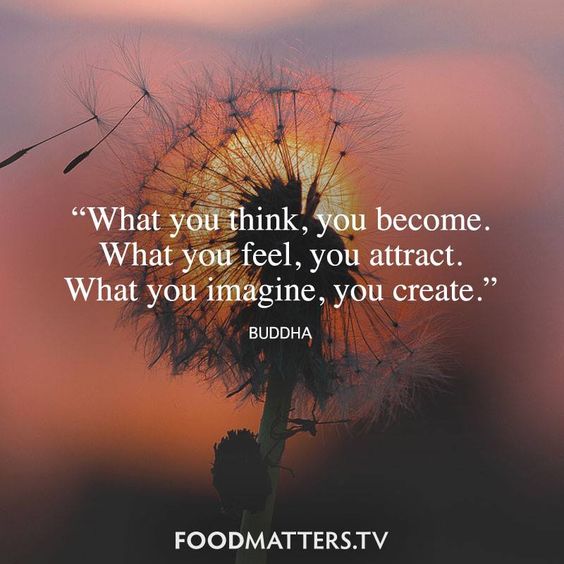 “What you think, you become.
What you feel, you attract.
What you imagine, you create.”
BUDDHA
FOODMATTERS.TV